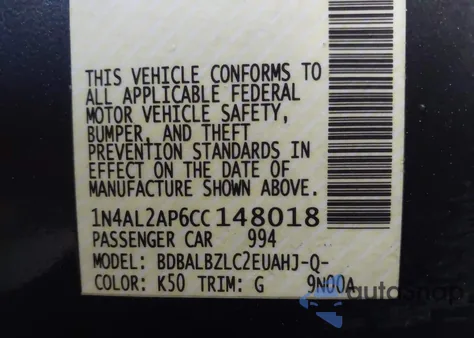 THIS VEHICLE CONFORMS TO
ALL APPLICABLE FEDERAL
MOTOR VEHICLE SAFETY,
BUMPER, AND THEFT
PREVENTION STANDARDS IN
EFFECT ON THE DATE OF
MANUFACTURE SHOWN ABOVE.
1N4AL2AP6CC148018
PASSENGER CAR 994
MODEL: BDBALBZLC2EUAHJ-Q-
COLOR: K50 TRIM: G 9N00A
autoSnap